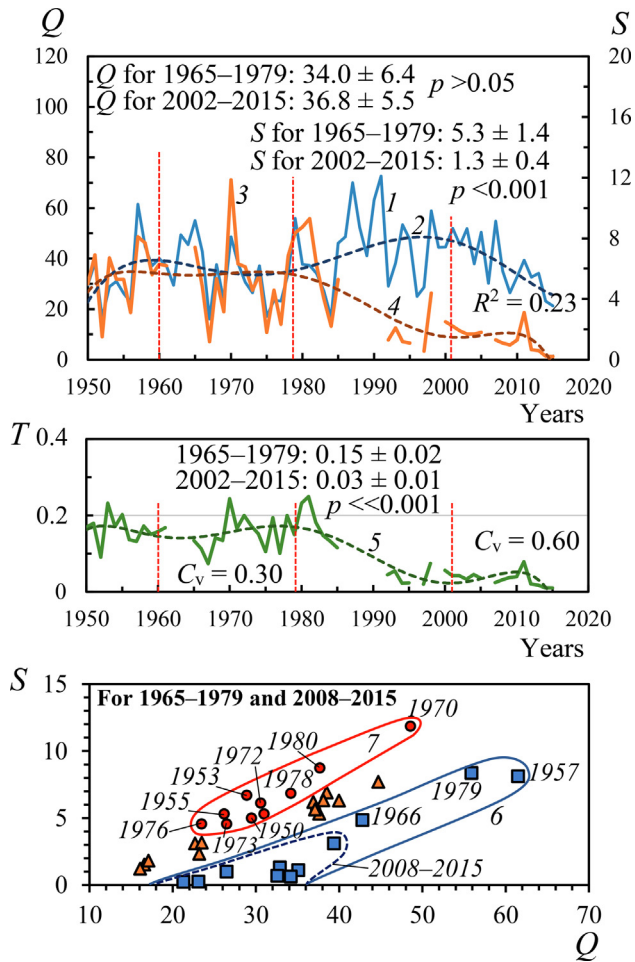 Q S
120 20
Q for 1965–1979: 34.0 ± 6.4
Q for 2002–2015: 36.8 ± 5.5
p >0.05
100 16
S for 1965–1979: 5.3 ± 1.4
S for 2002–2015: 1.3 ± 0.4
p <0.001
80 12
3 1 2
60 8
40
4 R² = 0.23
20 4
0 0
1950 1960 1970 1980 1990 2000 2010 2020
Years
T
0.4
1965–1979: 0.15 ± 0.02
2002–2015: 0.03 ± 0.01
p <<0.001
0.2
5
Cv = 0.30
Cv = 0.60
0
1950 1960 1970 1980 1990 2000 2010 2020
Years
S
15
For 1965–1979 and 2008–2015
1970
7
1980
1972
10
1953
1978
1957
1979
1955
1966
6
5
1976
1973
1950
2008–2015
0
10 20 30 40 50 60 70
Q